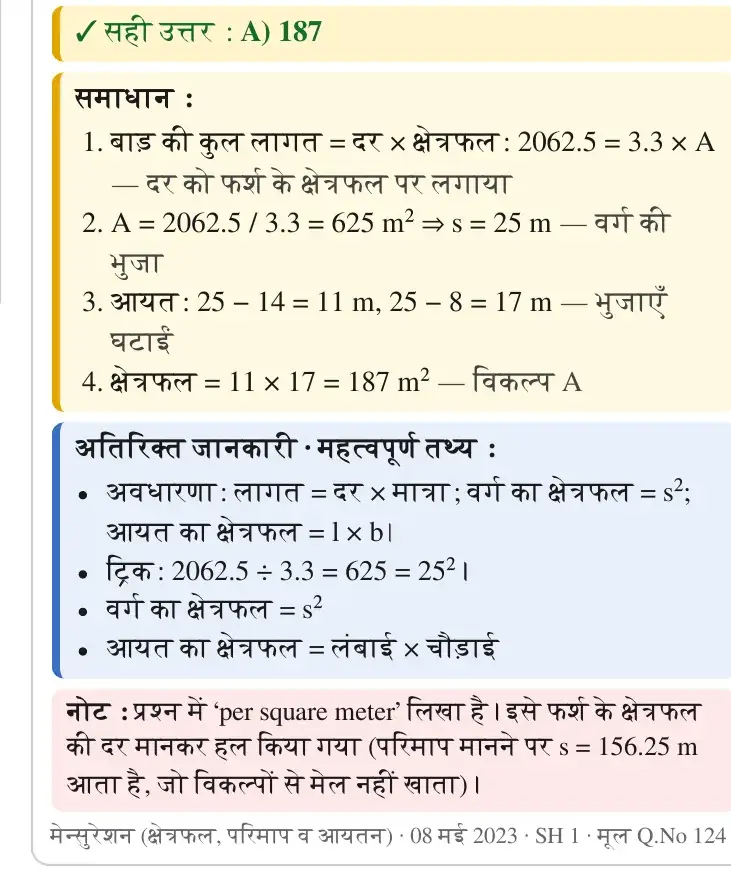 ✓ सही उत्तर : A) 187
समाधान :
1. बाड की कुल लागत = दर × क्षेत्रफल : 2062.5 = 3.3 × A
— दर को फर्श के क्षेत्रफल पर लगाया
2. A = 2062.5 / 3.3 = 625 m² ⇒ s = 25 m — वर्ग की
भुजा
3. आयत : 25 − 14 = 11 m, 25 − 8 = 17 m — भुजाएँ
घटाईं
4. क्षेत्रफल = 11 × 17 = 187 m² — विकल्प A
अतिरिक्त जानकारी · महत्वपूर्ण तथ्य :
• अवधारणा : लागत = दर × मात्रा ; वर्ग का क्षेत्रफल = s²;
आयत का क्षेत्रफल = l × b।
• ट्रिक : 2062.5 ÷ 3.3 = 625 = 25² ।
• वर्ग का क्षेत्रफल = s²
• आयत का क्षेत्रफल = लंबाई × चौड़ाई
नोट : प्रश्न में ‘per square meter’ लिखा है । इसे फर्श के क्षेत्रफल
की दर मानकर हल किया गया (परिमाप मानने पर s = 156.25 m
आता है, जो विकल्पों से मेल नहीं खाता) ।
मेन्सुरेशन (क्षेत्रफल, परिमाप व आयतन) · 08 मई 2023 · SH 1 · मूल Q.No 124